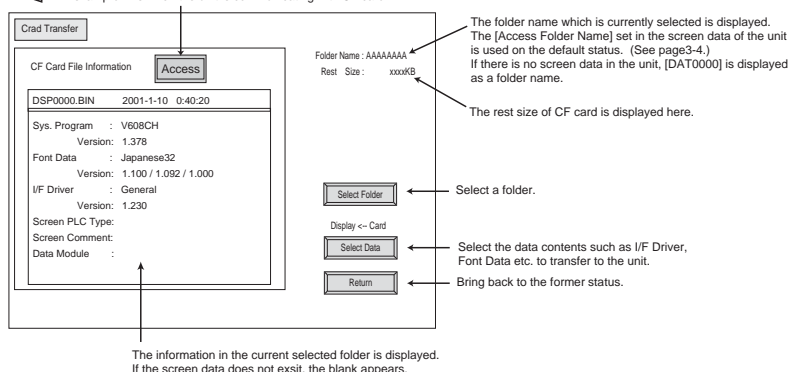 Crad Transfer
CF Card File Information
Access
Folder Name : AAAAAAAA
Rest Size : xxxxKB
DSP0000.BIN 2001-1-10 0:40:20
Sys. Program : V608CH
Version: 1.378
Font Data : Japanese32
Version: 1.100 / 1.092 / 1.000
I/F Driver : General
Version: 1.230
Screen PLC Type:
Screen Comment:
Data Module :
Select Folder
Display <-- Card
Select Data
Return
The folder name which is currently selected is displayed.
The [Access Folder Name] set in the screen data of the unit
is used on the default status. (See page3-4.)
If there is no screen data in the unit, [DAT0000] is displayed
as a folder name.
The rest size of CF card is displayed here.
Select a folder.
Select the data contents such as I/F Driver,
Font Data etc. to transfer to the unit.
Bring back to the former status.
The information in the current selected folder is displayed.
If the screen data does not exsit, the blank appears.